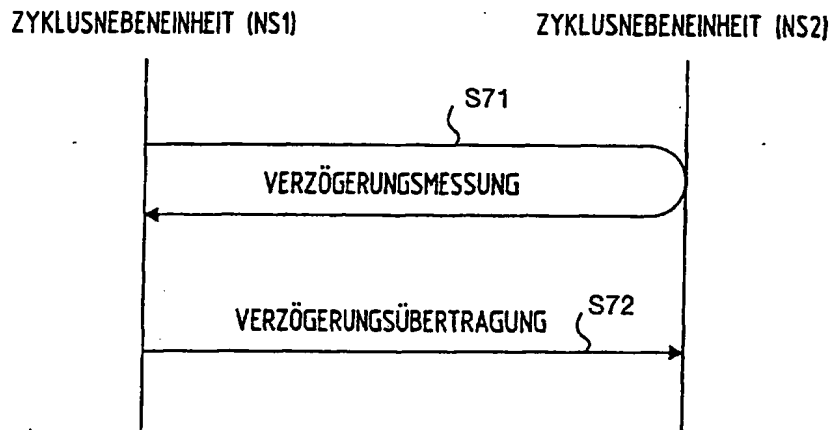 ZYKLUSNEBENEINHEIT (NS1)
ZYKLUSNEBENEINHEIT (NS2)
S71
VERZÖGERUNGSMESSUNG
S72
VERZÖGERUNGSÜBERTRAGUNG